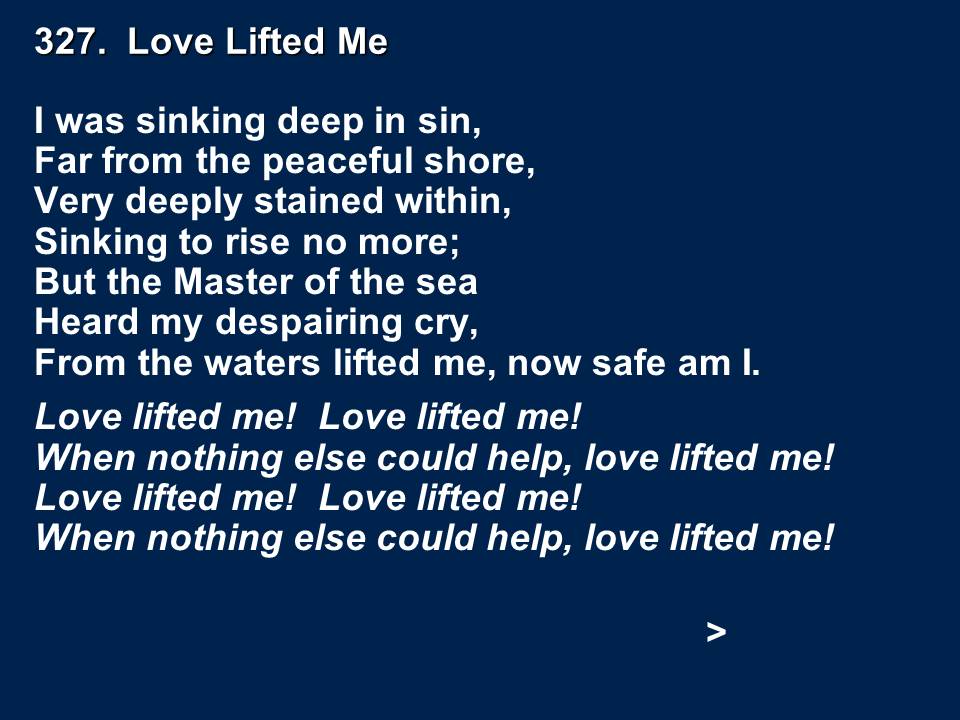 327.  Love Lifted Me
I was sinking deep in sin,
Far from the peaceful shore,
Very deeply stained within,
Sinking to rise no more;
But the Master of the sea
Heard my despairing cry,
From the waters lifted me, now safe am I.
Love lifted me!  Love lifted me!
When nothing else could help, love lifted me!
Love lifted me!  Love lifted me!
When nothing else could help, love lifted me!
>